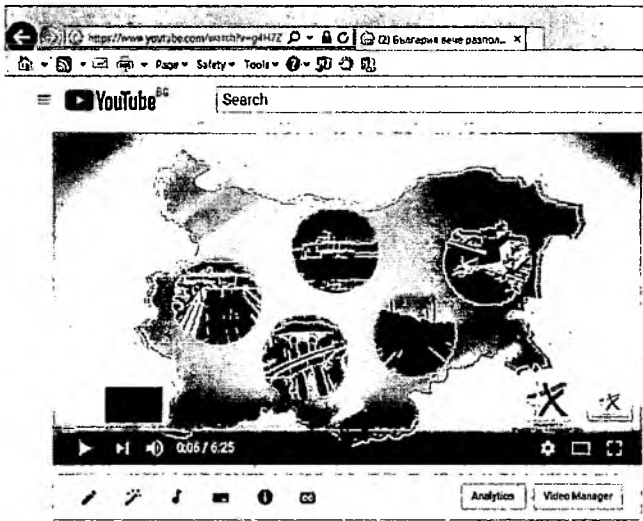 https://www.youtube.com/watch?v=g4H7Z (2) България вече разпол... ×
Page Safety Tools
YouTube BG
Search
0:06 / 6:25
Analytics Video Manager